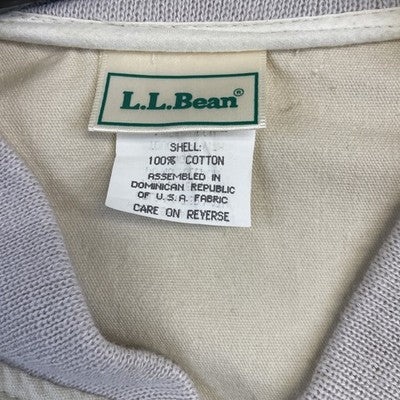 L.L.Bean®
SHELL:
100% COTTON
ASSEMBLED IN
DOMINICAN REPUBLIC
OF U.S.A. FABRIC
CARE ON REVERSE